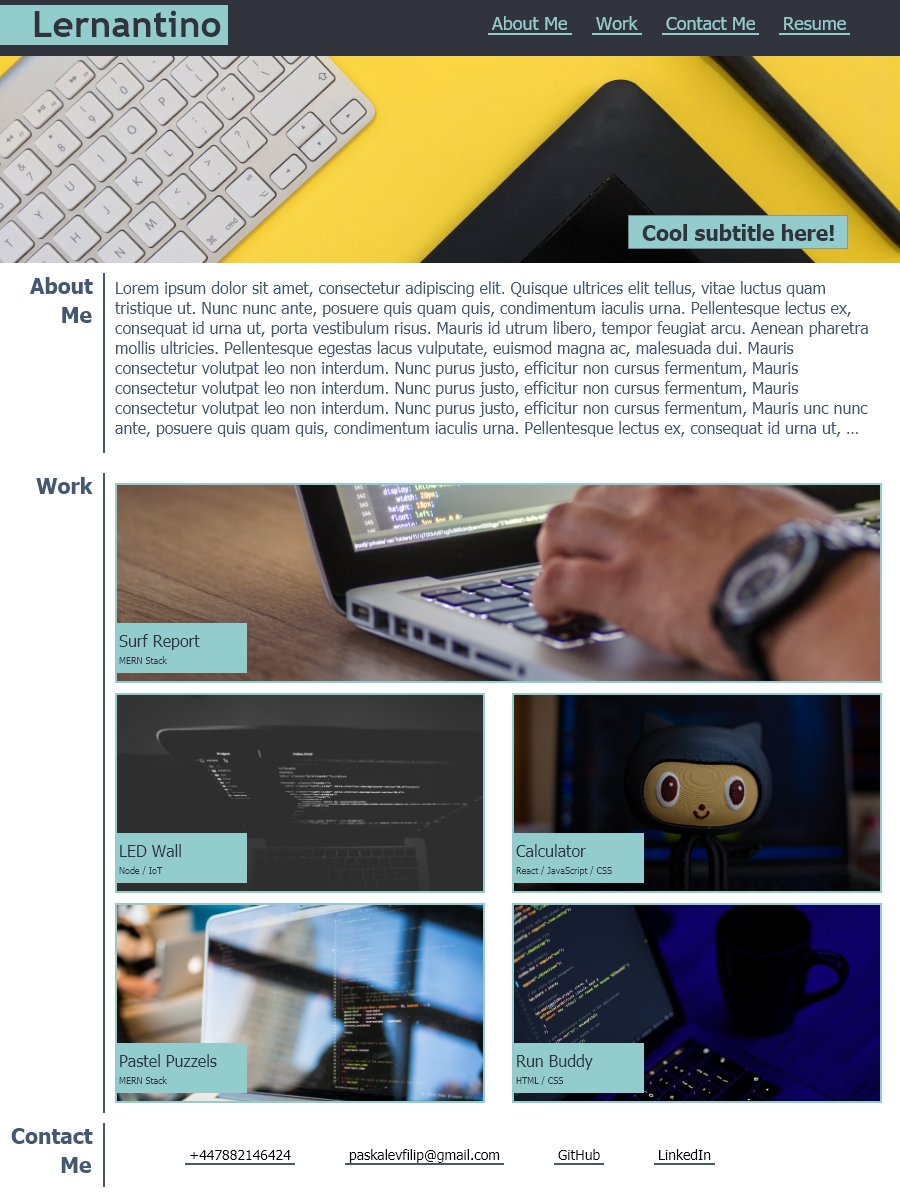 Lernantino
About Me
Work
Contact Me
Resume
Cool subtitle here!
About
Me
Lorem ipsum dolor sit amet, consectetur adipiscing elit. Quisque ultrices elit tellus, vitae luctus quam
tristique ut. Nunc nunc ante, posuere quis quam quis, condimentum iaculis urna. Pellentesque lectus ex,
consequat id urna ut, porta vestibulum risus. Mauris id utrum libero, tempor feugiat arcu. Aenean pharetra
mollis ultricies. Pellentesque egestas lacus vulputate, euismod magna ac, malesuada dui. Mauris
consectetur volutpat leo non interdum. Nunc purus justo, efficitur non cursus fermentum, Mauris
consectetur volutpat leo non interdum. Nunc purus justo, efficitur non cursus fermentum, Mauris
consectetur volutpat leo non interdum. Nunc purus justo, efficitur non cursus fermentum, Mauris unc nunc
ante, posuere quis quam quis, condimentum iaculis urna. Pellentesque lectus ex, consequat id urna ut, ...
Work
display: inline
width: 20px;
height: 18px;
float: left;
Surf Report
MERN Stack
LED Wall
Node / IoT
Calculator
React / JavaScript / CSS
Pastel Puzzels
MERN Stack
Run Buddy
HTML / CSS
Contact
Me
+447882146424
paskalevfilip@gmail.com
GitHub
LinkedIn